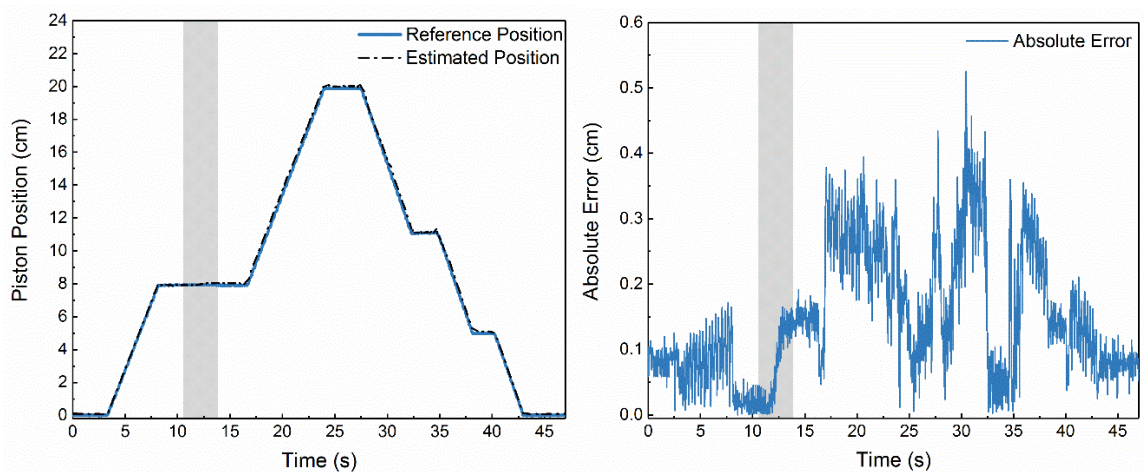 24
22
20
18
16
14
12
10
8
6
4
2
0
Piston Position (cm)
Reference Position
Estimated Position
0 5 10 15 20 25 30 35 40 45
Time (s)
0.6
0.5
0.4
0.3
0.2
0.1
0.0
Absolute Error (cm)
Absolute Error
0 5 10 15 20 25 30 35 40 45
Time (s)